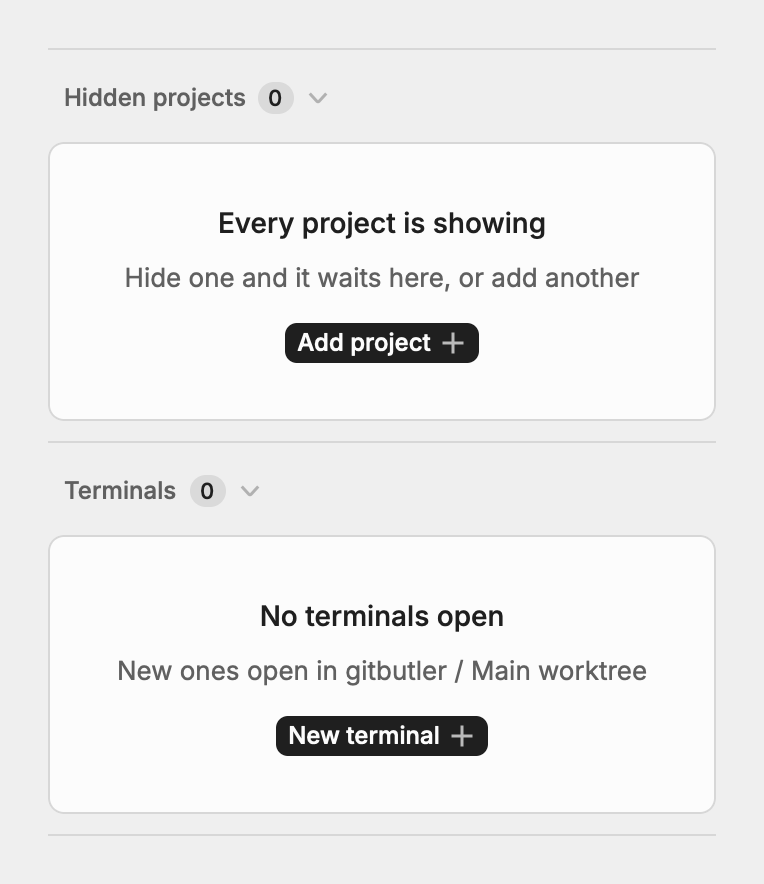 Hidden projects 0
Every project is showing
Hide one and it waits here, or add another
Add project
Terminals 0
No terminals open
New ones open in gitbutler / Main worktree
New terminal